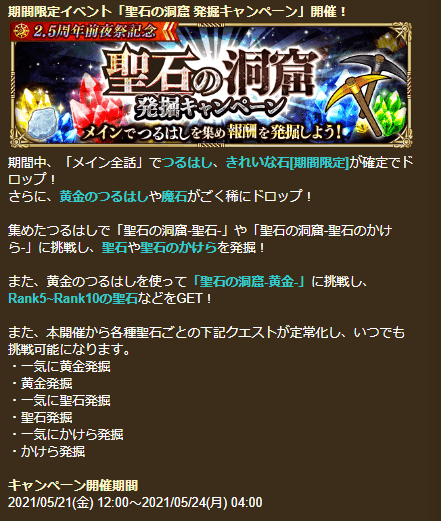 期間限定イベント「聖石の洞窟 発掘キャンペーン」開催！
2.5周年前夜祭記念
聖石の洞窟
発掘キャンペーン
メインでつるはしを集め報酬を発掘しよう!
期間中、「メイン全話」でつるはし、きれいな石[期間限定]が確定でド
ロップ！
さらに、黄金のつるはしや魔石がごく稀にドロップ！
集めたつるはしで「聖石の洞窟-聖石-」や「聖石の洞窟-聖石のかけ
ら-」に挑戦し、聖石や聖石のかけらを発掘！
また、黄金のつるはしを使って「聖石の洞窟-黄金-」に挑戦し、
Rank5~Rank10の聖石などをGET！
また、本開催から各種聖石ごとの下記クエストが定常化し、いつでも
挑戦可能になります。
・一気に黄金発掘
・黄金発掘
・一気に聖石発掘
・聖石発掘
・一気にかけら発掘
・かけら発掘
キャンペーン開催期間
2021/05/21(金) 12:00～2021/05/24(月) 04:00